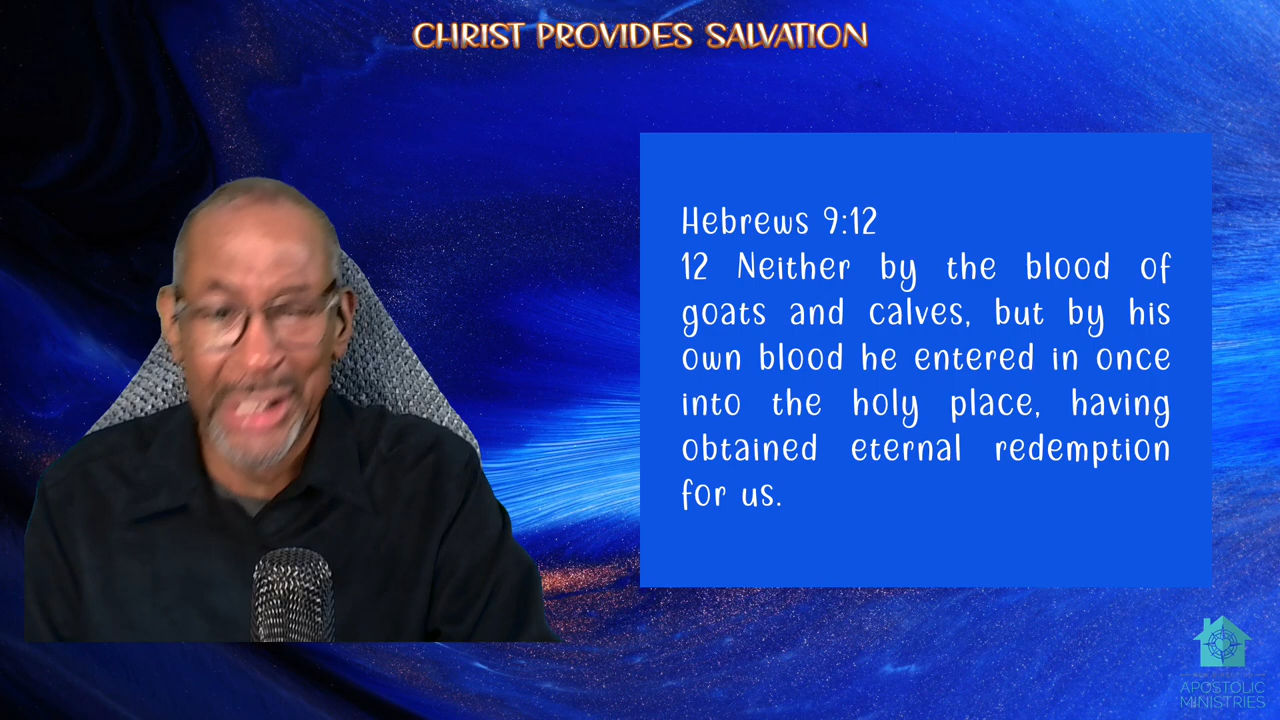 CHRIST PROVIDES SALVATION
Hebrews 9:12
12 Neither by the blood of
goats and calves, but by his
own blood he entered in once
into the holy place, having
obtained eternal redemption
for us.
APOSTOLIC
MINISTRIES